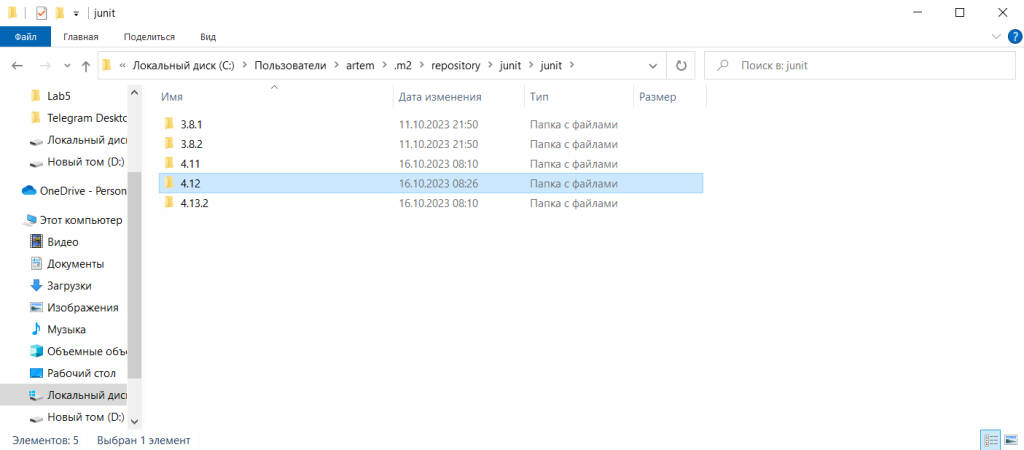 junit
Файл Главная Поделиться Вид
« Локальный диск (C:) > Пользователи > artem > .m2 > repository > junit > junit >
Поиск в: junit
Имя Дата изменения Тип Размер
3.8.1 11.10.2023 21:50 Папка с файлами
3.8.2 11.10.2023 21:50 Папка с файлами
4.11 16.10.2023 08:10 Папка с файлами
4.12 16.10.2023 08:26 Папка с файлами
4.13.2 16.10.2023 08:10 Папка с файлами
Lab5
Telegram Deskto
Локальный диск
Новый том (D:)
OneDrive - Person
Этот компьютер
Видео
Документы
Загрузки
Изображения
Музыка
Объемные объ
Рабочий стол
Локальный диск
Новый том (D:)
Элементов: 5 Выбран 1 элемент